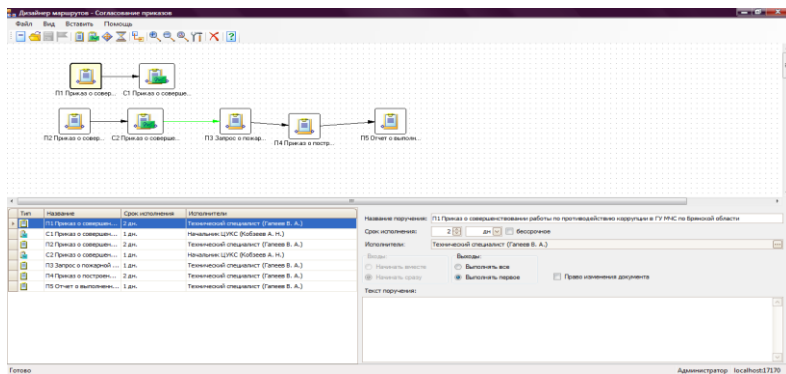 Дизайнер маршрутов - Согласование приказов
Файл Вид Вставить Помощь
П1 Приказ о совер... С1 Приказ о соверше...
П2 Приказ о совер... С2 Приказ о соверше... П3 Запрос о пожар... П4 Приказ о постр... П5 Отчет о выполн...
Тип Название Срок исполнения Исполнители
П1 Приказ о совершен... 2 дн. Технический специалист (Гапеев В. А.)
С1 Приказ о совершен... 1 дн. Начальник ЦУКС (Кобзеев А. Н.)
П2 Приказ о совершен... 2 дн. Технический специалист (Гапеев В. А.)
С2 Приказ о совершен... 1 дн. Начальник ЦУКС (Кобзеев А. Н.)
П3 Запрос о пожарной ... 1 дн. Технический специалист (Гапеев В. А.)
П4 Приказ о построен... 2 дн. Технический специалист (Гапеев В. А.)
П5 Отчет о выполненн... 1 дн. Технический специалист (Гапеев В. А.)
Название поручения: П1 Приказ о совершенствовании работы по противодействию коррупции в ГУ МЧС по Брянской области
Срок исполнения: 2 дн бессрочное
Исполнители: Технический специалист (Гапеев В. А.)
Входы: Выходы:
Начинать вместе Выполнять все
Начинать сразу Выполнять первое Право изменения документа
Текст поручения:
Готово Администратор localhost:17170